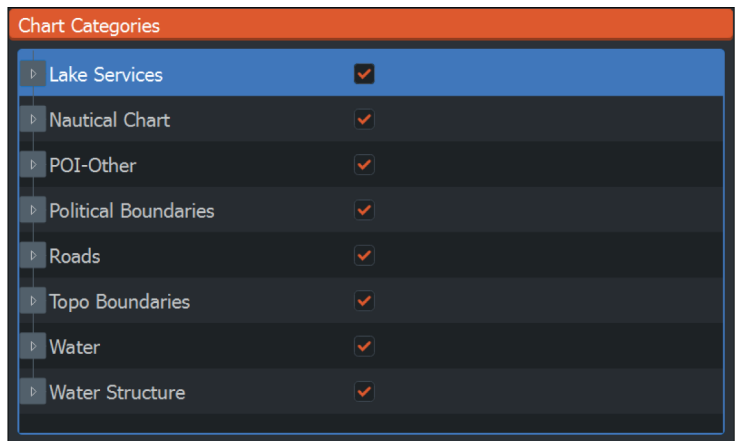 Chart Categories
Lake Services
Nautical Chart
POI-Other
Political Boundaries
Roads
Topo Boundaries
Water
Water Structure